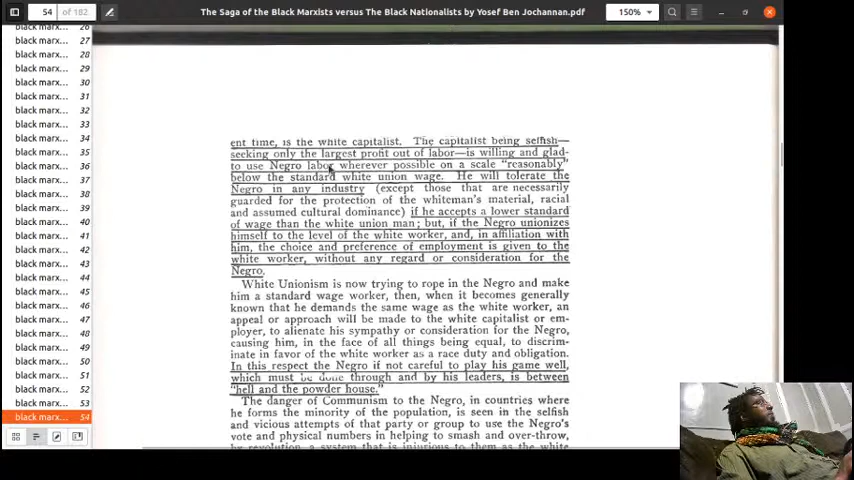 54 of 182
The Saga of the Black Marxists versus The Black Nationalists by Yosef Ben Jochannan.pdf
150%
black marx... 26
black marx... 27
black marx... 28
black marx... 29
black marx... 30
black marx... 31
black marx... 32
black marx... 33
black marx... 34
black marx... 35
black marx... 36
black marx... 37
black marx... 38
black marx... 39
black marx... 40
black marx... 41
black marx... 42
black marx... 43
black marx... 44
black marx... 45
black marx... 46
black marx... 47
black marx... 48
black marx... 49
black marx... 50
black marx... 51
black marx... 52
black marx... 53
black marx... 54
ent time, is the white capitalist. The capitalist being selfish—
seeking only the largest profit out of labor—is willing and glad
to use Negro labor wherever possible on a scale "reasonably"
below the standard white union wage. He will tolerate the
Negro in any industry (except those that are necessarily
guarded for the protection of the whiteman's material, racial
and assumed cultural dominance) if he accepts a lower standard
of wage than the white union man; but, if the Negro unionizes
himself to the level of the white worker, and, in affiliation with
him, the choice and preference of employment is given to the
white worker, without any regard or consideration for the
Negro.
White Unionism is now trying to rope in the Negro and make
him a standard wage worker, then, when it becomes generally
known that he demands the same wage as the white worker, an
appeal or approach will be made to the white capitalist or em-
ployer, to alienate his sympathy or consideration for the Negro,
causing him, in the face of all things being equal, to discrim-
inate in favor of the white worker as a race duty and obligation.
In this respect the Negro if not careful to play his game well,
which must be done through and by his leaders, is between
"hell and the powder house."
The danger of Communism to the Negro, in countries where
he forms the minority of the population, is seen in the selfish
and vicious attempts of that party or group to use the Negro's
vote and physical numbers in helping to smash and over-throw,
by revolution, a system that is injurious to them as the white